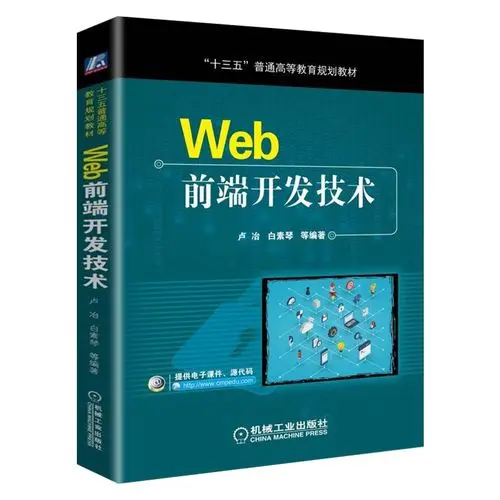 “十三五”普通高等教育规划教材
Web
前端开发技术
卢 冶 白素琴 等编著
提供电子课件、源代码
http://www.cmpedu.com
机械工业出版社
CHINA MACHINE PRESS
十三五普通高等
教育规划教材
Web前端开发技术
卢 冶 白素琴 等编著
机械工业出版社